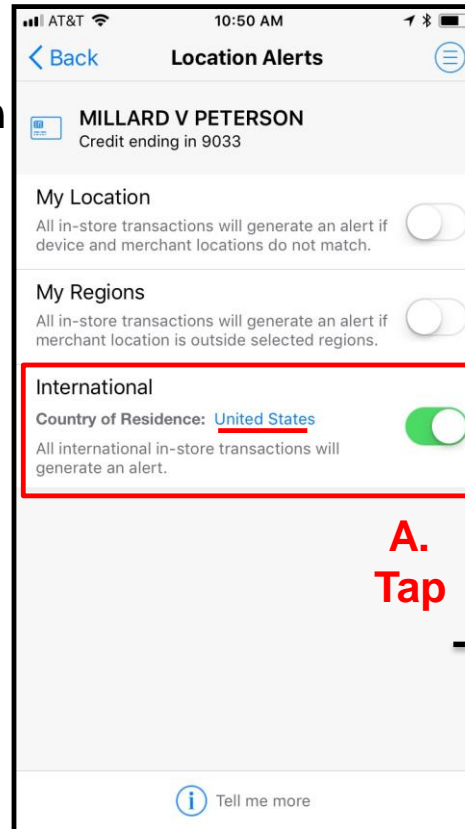 AT&T 10:50 AM
Back Location Alerts
n
MILLARD V PETERSON
Credit ending in 9033
My Location
All in-store transactions will generate an alert if
device and merchant locations do not match.
My Regions
All in-store transactions will generate an alert if
merchant location is outside selected regions.
International
Country of Residence: United States
All international in-store transactions will
generate an alert.
A.
Tap
i Tell me more